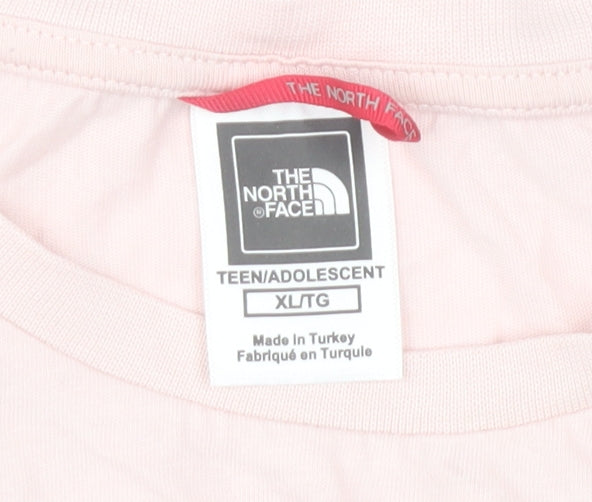 THE NORTH FACE
THE
NORTH
® FACE
TEEN/ADOLESCENT
XL/TG
Made in Turkey
Fabriqué en Turquie